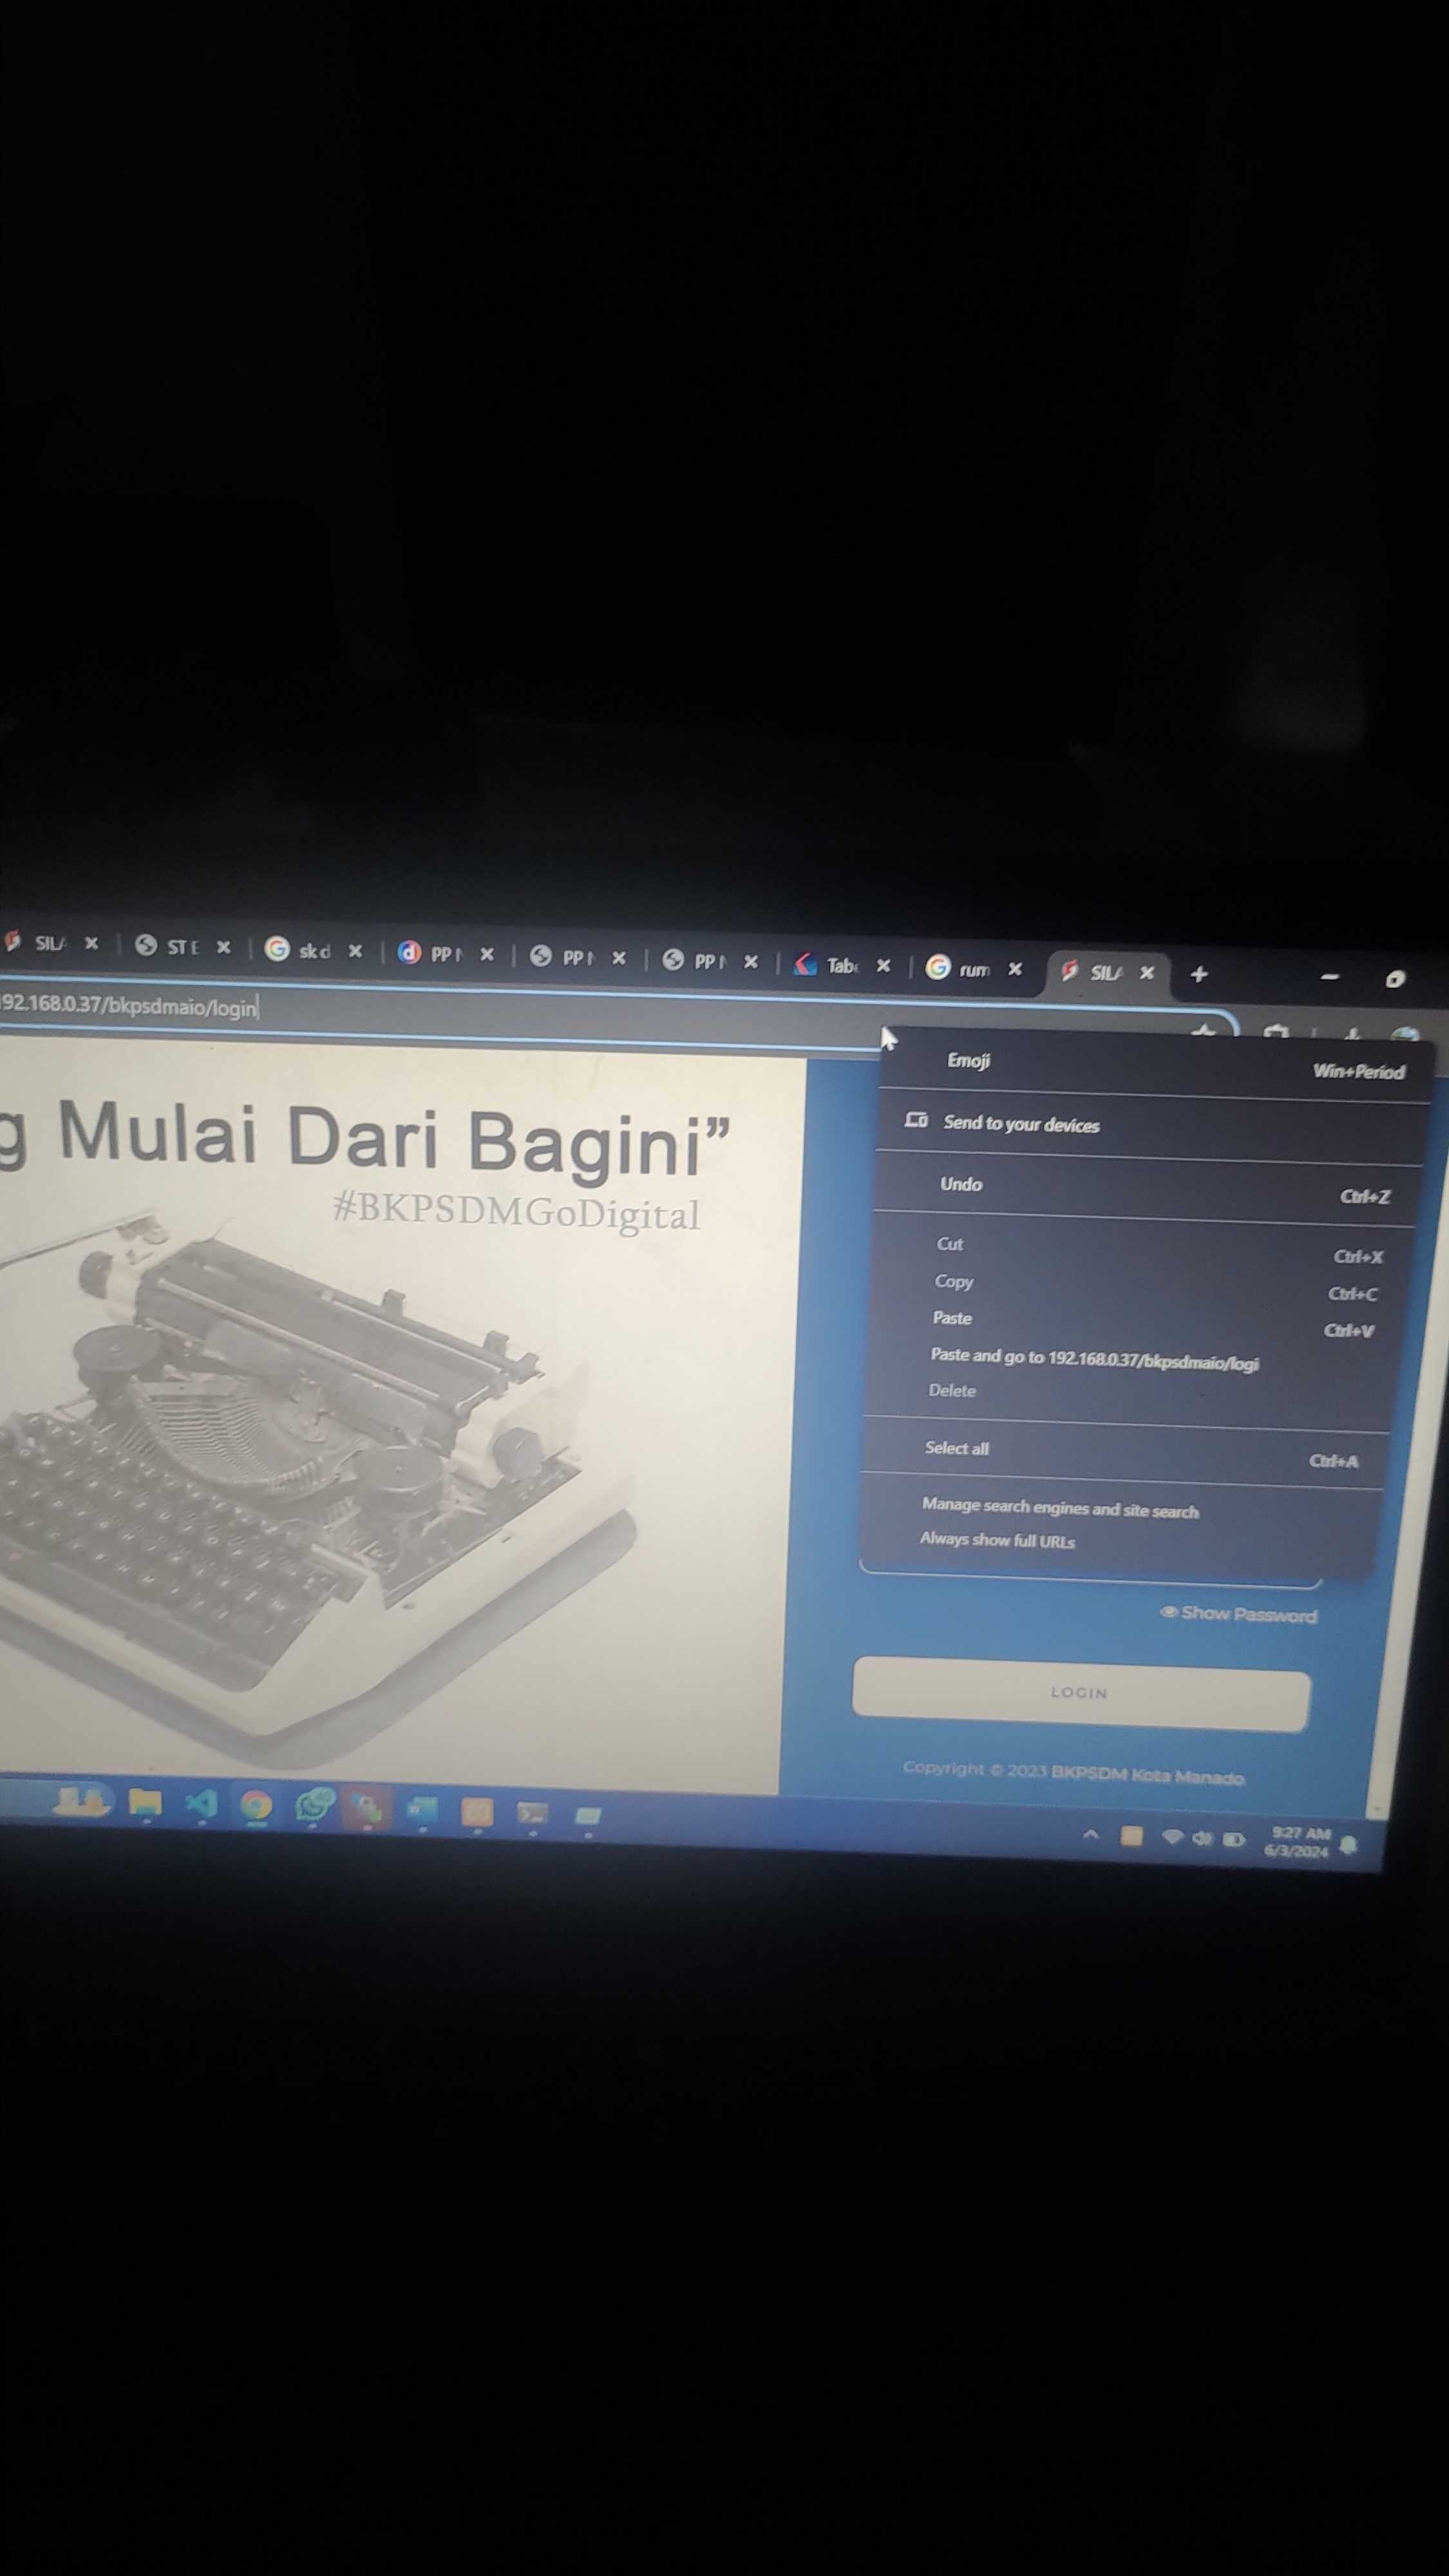 SILA
ST E
sk d
PP N
PP N
PP N
Tabe
rum
SILA
92.168.0.37/bkpsdmaio/login
g Mulai Dari Bagini”
#BKPSDMGoDigital
Emoji Win+Period
Send to your devices
Undo Ctrl+Z
Cut Ctrl+X
Copy Ctrl+C
Paste Ctrl+V
Paste and go to 192.168.0.37/bkpsdmaio/logi
Delete
Select all Ctrl+A
Manage search engines and site search
Always show full URLs
Show Password
LOGIN
Copyright © 2023 BKPSDM Kota Manado
9:27 AM
6/3/2024